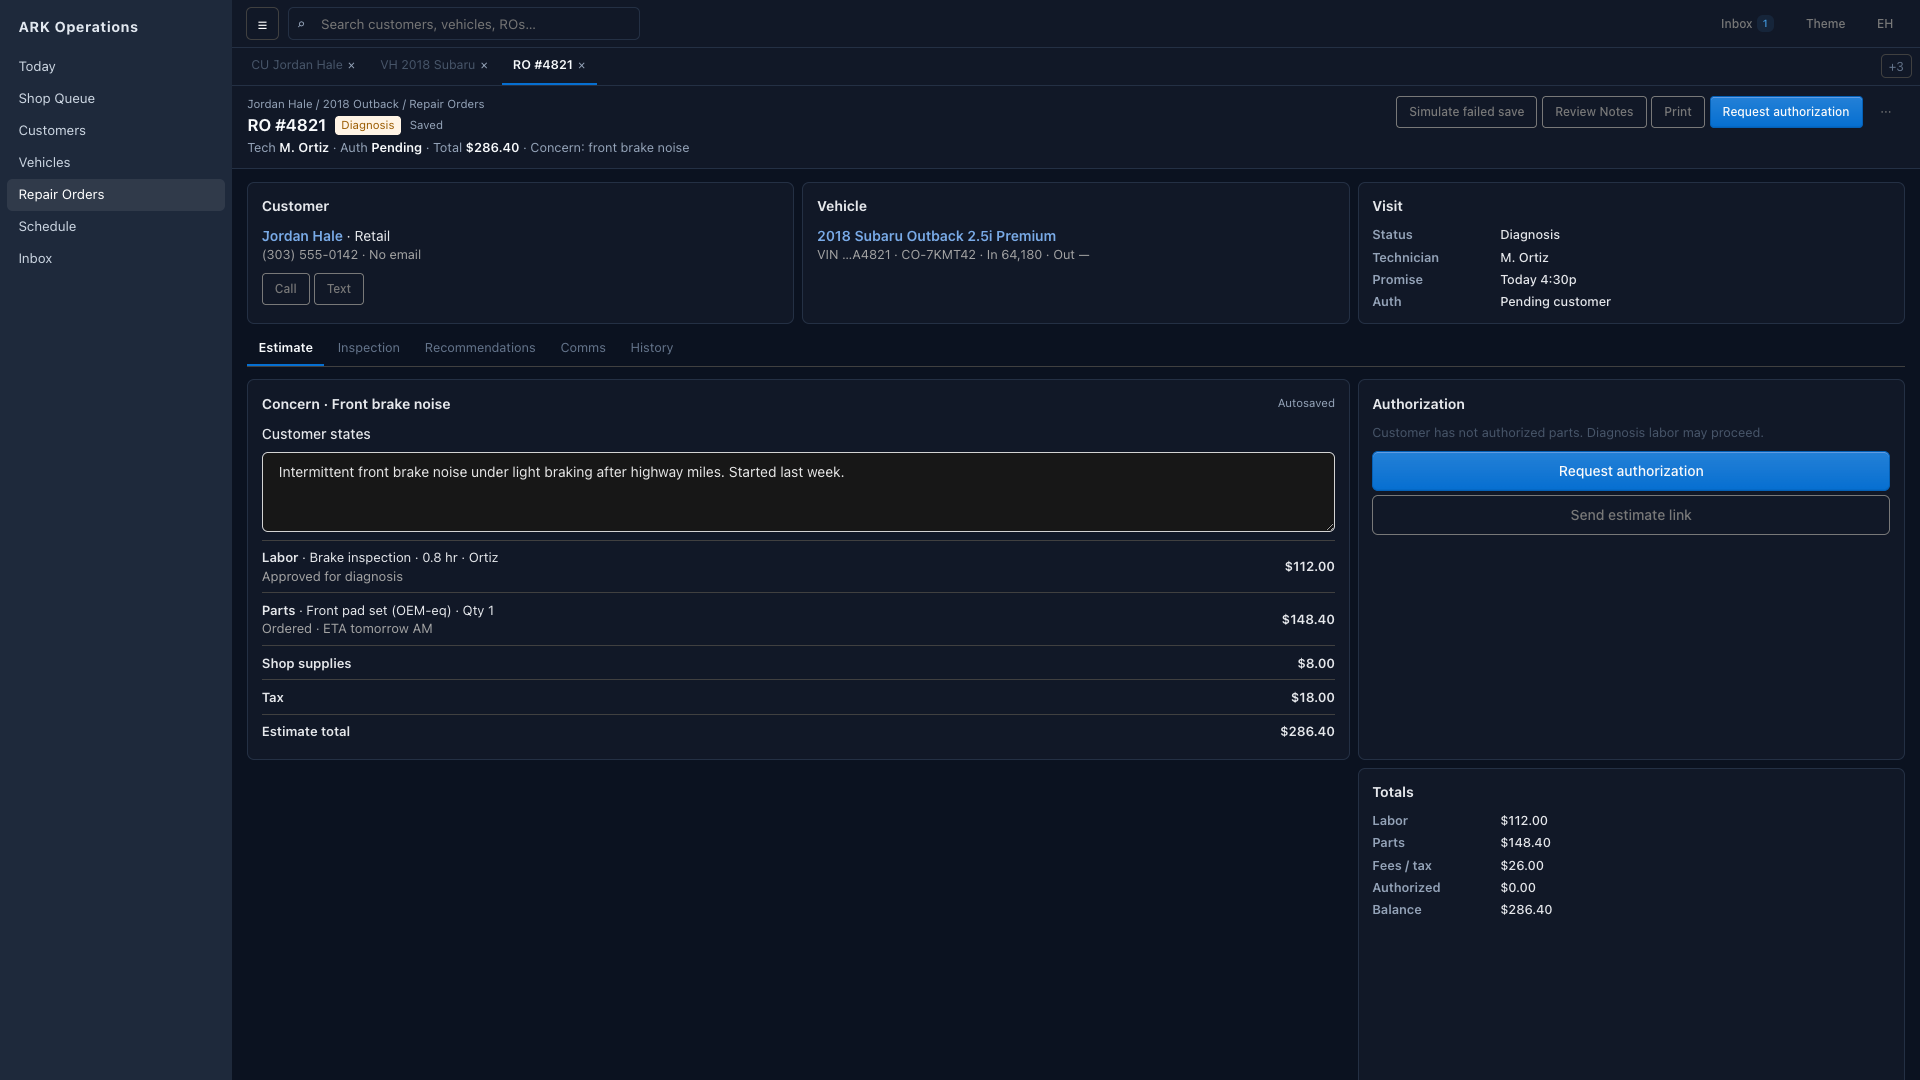 ARK Operations
Today
Shop Queue
Customers
Vehicles
Repair Orders
Schedule
Inbox
Search customers, vehicles, ROs…
Inbox 1
Theme
EH
CU Jordan Hale ×
VH 2018 Subaru ×
RO #4821 ×
+3
Jordan Hale / 2018 Outback / Repair Orders
RO #4821 Diagnosis Saved
Tech M. Ortiz · Auth Pending · Total $286.40 · Concern: front brake noise
Simulate failed save
Review Notes
Print
Request authorization
…
Customer
Jordan Hale · Retail
(303) 555-0142 · No email
Call
Text
Vehicle
2018 Subaru Outback 2.5i Premium
VIN …A4821 · CO-7KMT42 · In 64,180 · Out —
Visit
Status Diagnosis
Technician M. Ortiz
Promise Today 4:30p
Auth Pending customer
Estimate
Inspection
Recommendations
Comms
History
Concern · Front brake noise
Autosaved
Customer states
Intermittent front brake noise under light braking after highway miles. Started last week.
Labor · Brake inspection · 0.8 hr · Ortiz
Approved for diagnosis
$112.00
Parts · Front pad set (OEM-eq) · Qty 1
Ordered · ETA tomorrow AM
$148.40
Shop supplies $8.00
Tax $18.00
Estimate total $286.40
Authorization
Customer has not authorized parts. Diagnosis labor may proceed.
Request authorization
Send estimate link
Totals
Labor $112.00
Parts $148.40
Fees / tax $26.00
Authorized $0.00
Balance $286.40